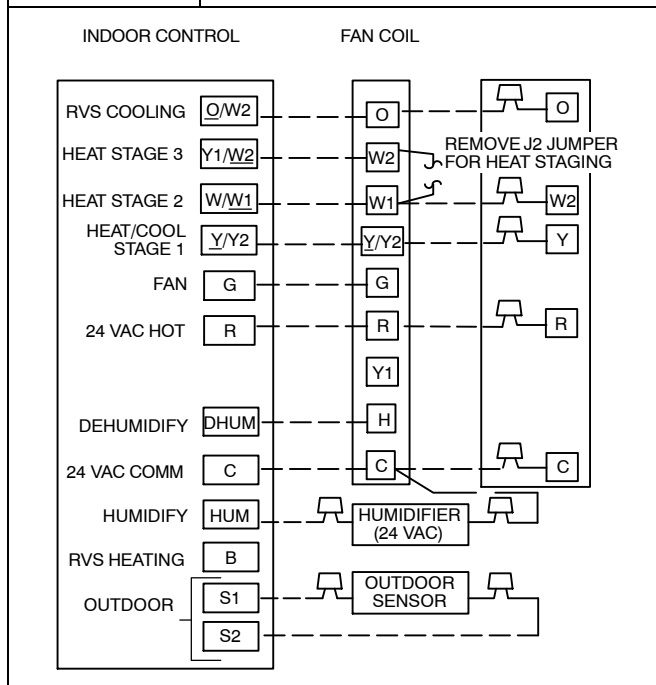 INDOOR CONTROL FAN COIL
RVS COOLING O/W2 O O
HEAT STAGE 3 Y1/W2 W2 REMOVE J2 JUMPER
FOR HEAT STAGING
HEAT STAGE 2 W/W1 W1 W2
HEAT/COOL
STAGE 1 Y/Y2 Y/Y2 Y
FAN G G
24 VAC HOT R R R
Y1
DEHUMIDIFY DHUM H
24 VAC COMM C C C
HUMIDIFY HUM HUMIDIFIER
(24 VAC)
RVS HEATING B
OUTDOOR S1 OUTDOOR
SENSOR
S2